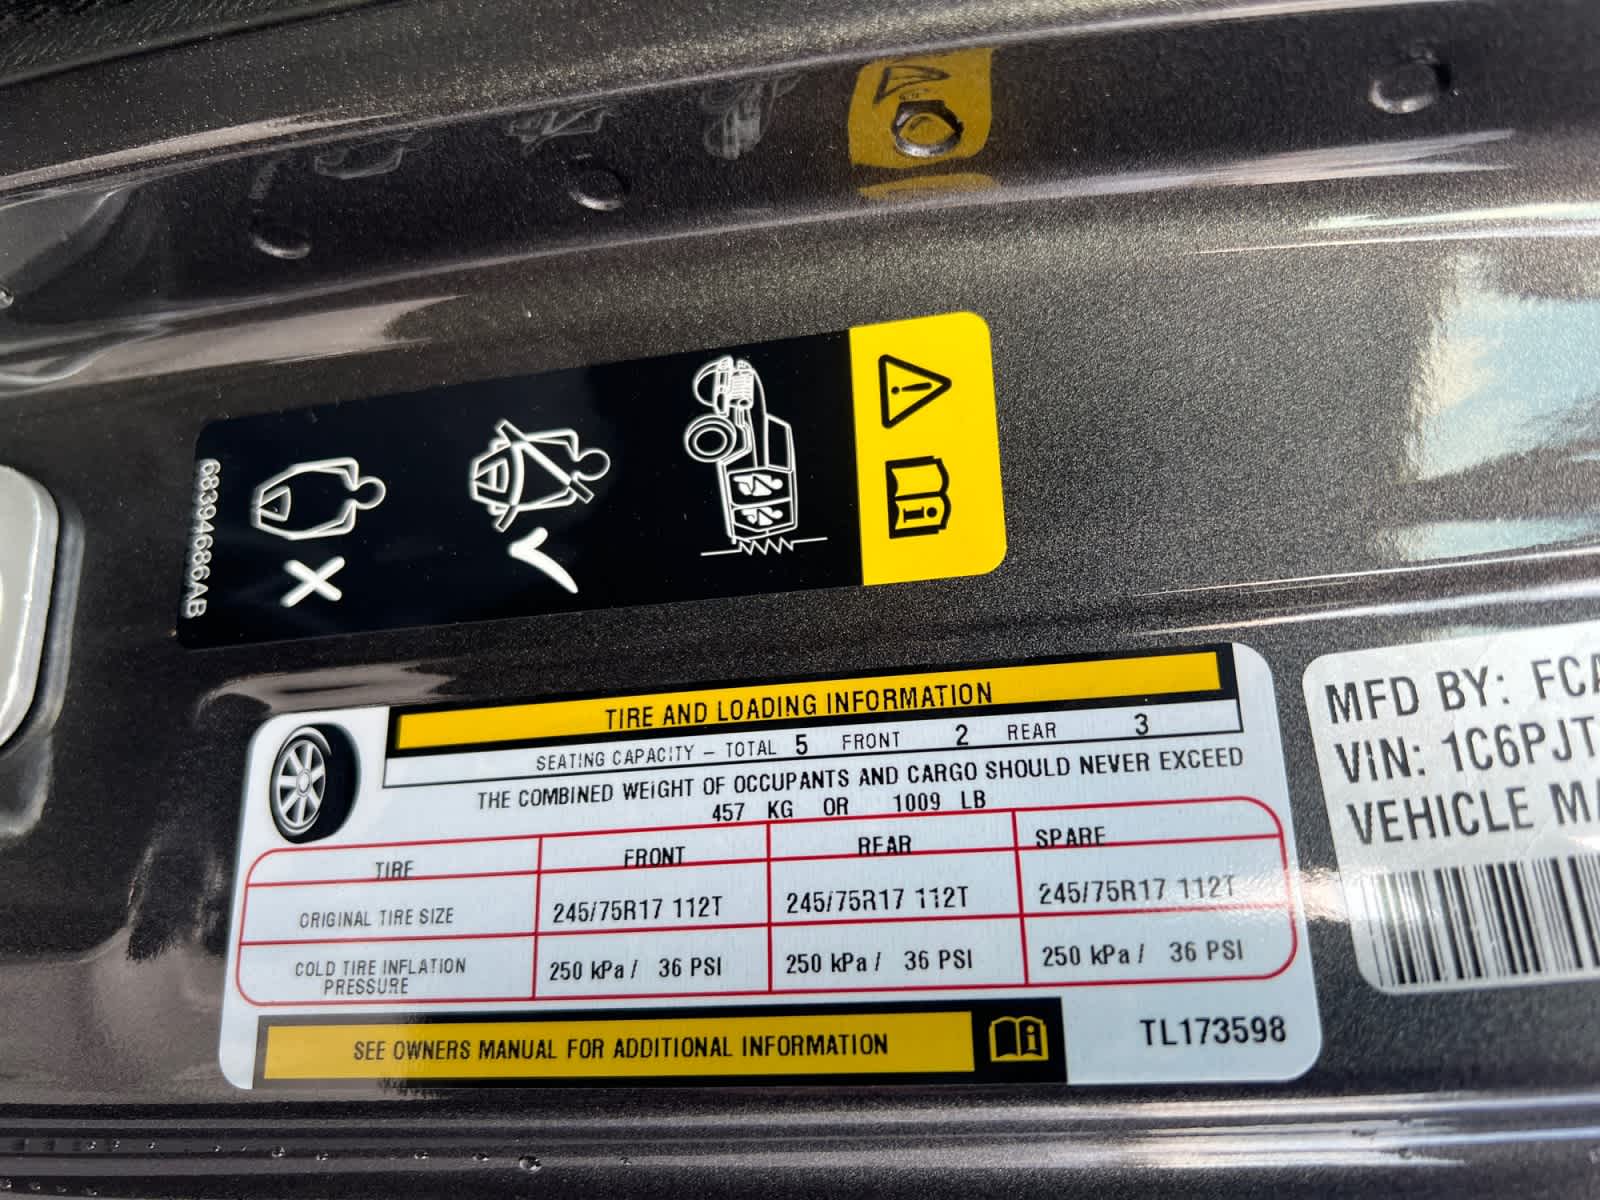 68394686AB
TIRE AND LOADING INFORMATION
SEATING CAPACITY – TOTAL 5 FRONT 2 REAR 3
THE COMBINED WEIGHT OF OCCUPANTS AND CARGO SHOULD NEVER EXCEED
457 KG OR 1009 LB
TIRE FRONT REAR SPARE
ORIGINAL TIRE SIZE 245/75R17 112T 245/75R17 112T 245/75R17 112T
COLD TIRE INFLATION
PRESSURE 250 kPa / 36 PSI 250 kPa / 36 PSI 250 kPa / 36 PSI
SEE OWNERS MANUAL FOR ADDITIONAL INFORMATION
TL173598
MFD BY: FCA
VIN: 1C6PJT
VEHICLE MA